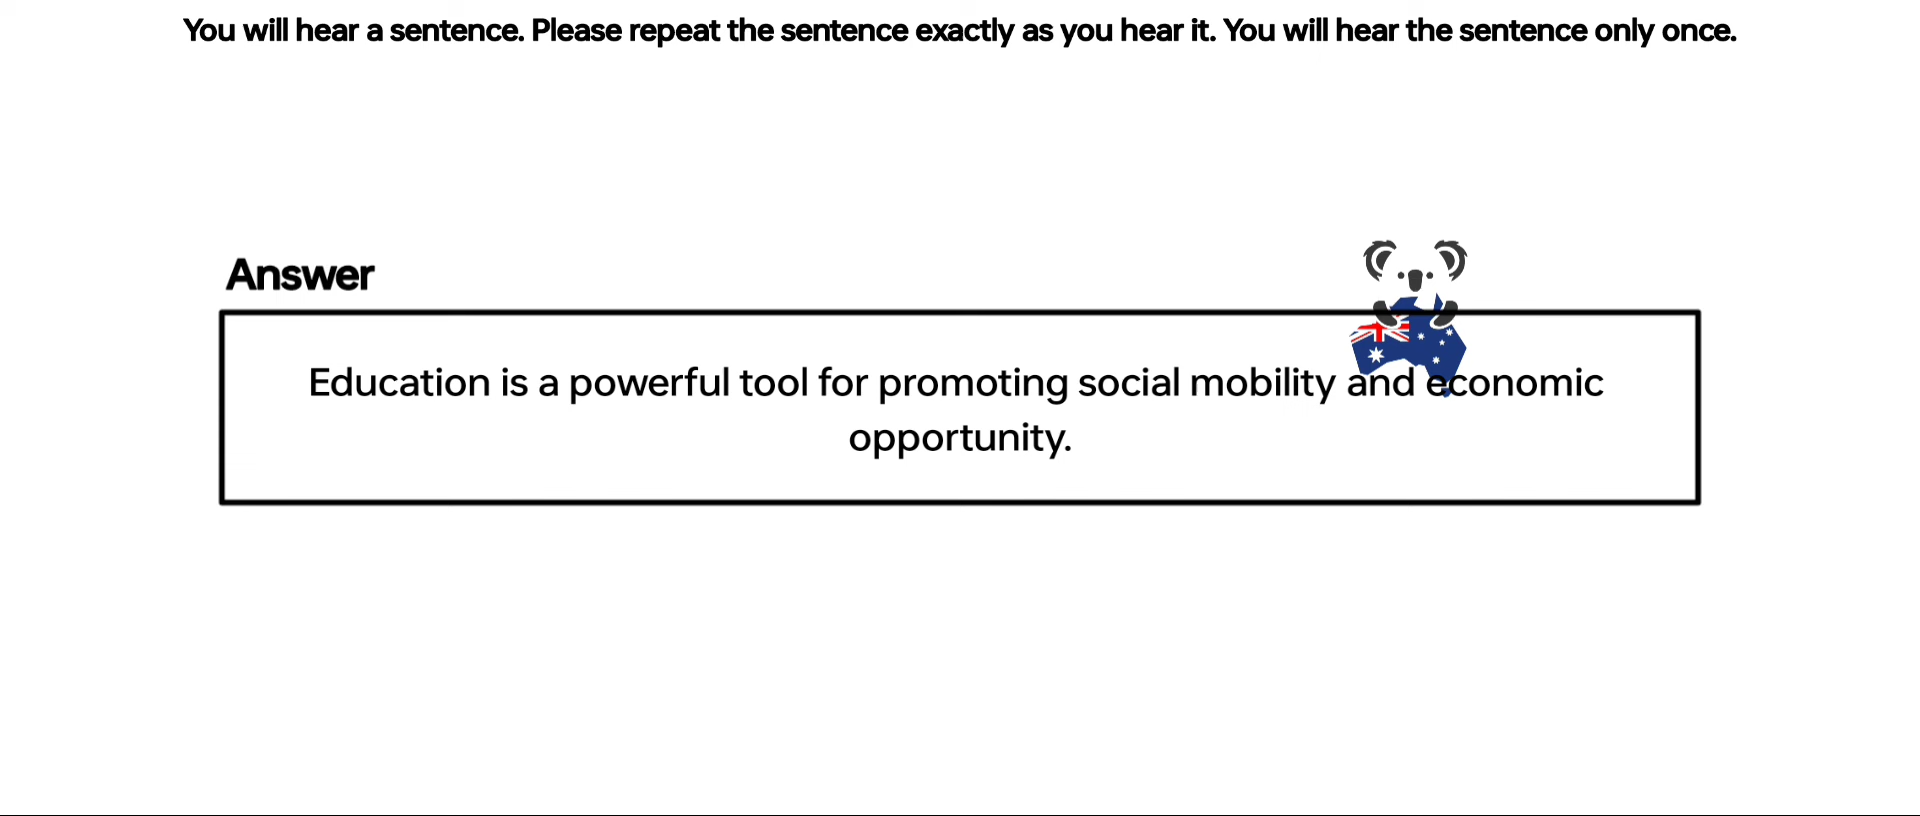 You will hear a sentence. Please repeat the sentence exactly as you hear it. You will hear the sentence only once.
Answer
Education is a powerful tool for promoting social mobility and economic
opportunity.